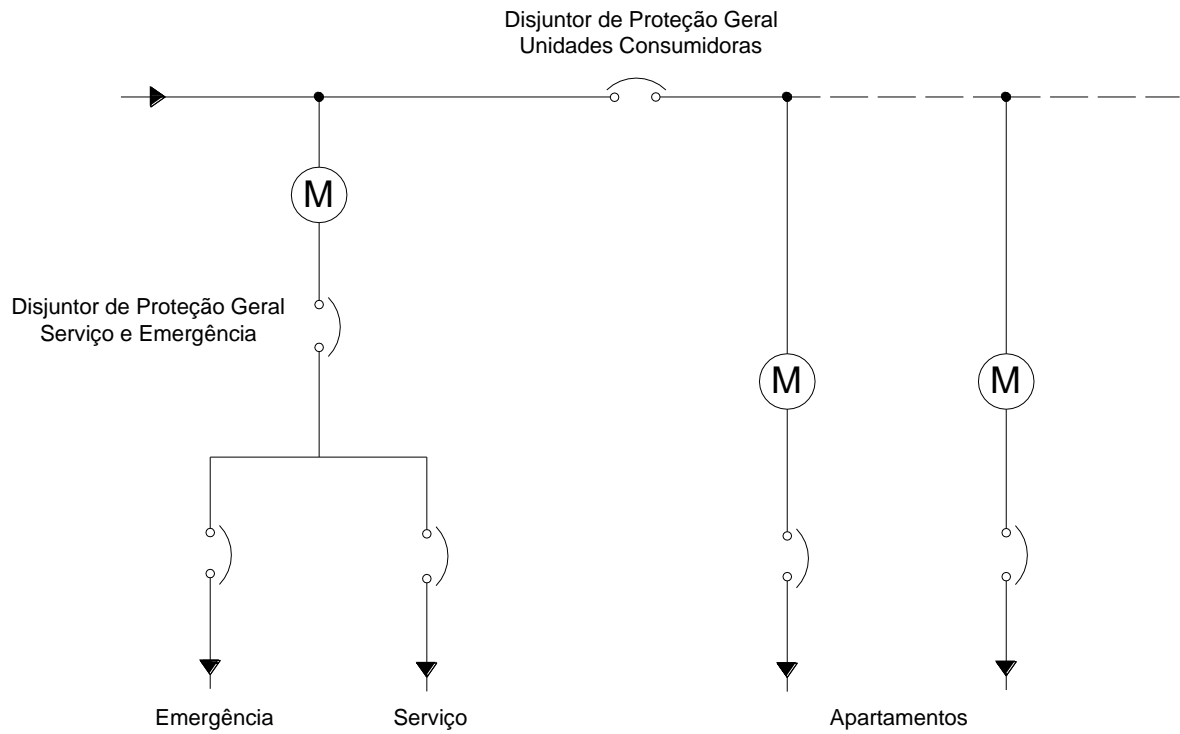 Disjuntor de Proteção Geral
Unidades Consumidoras
M
Disjuntor de Proteção Geral
Serviço e Emergência
M
M
Emergência
Serviço
Apartamentos